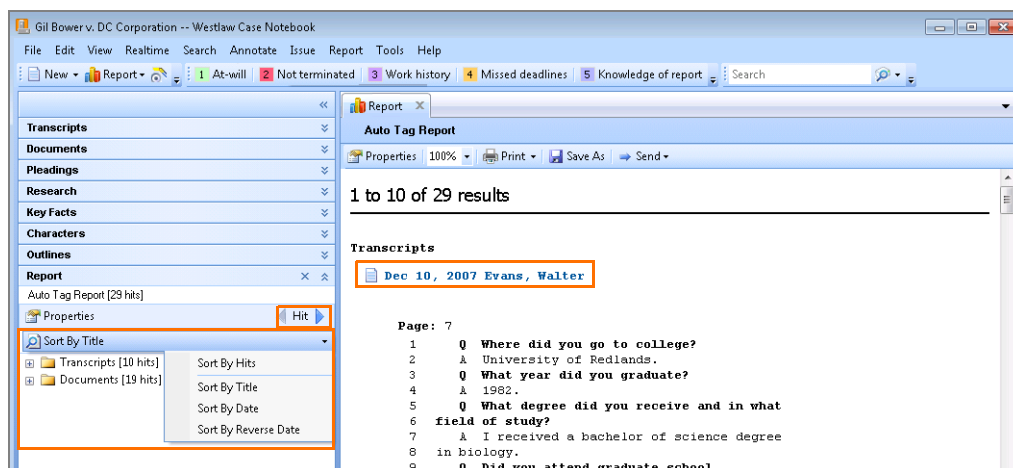 Gil Bower v. DC Corporation -- Westlaw Case Notebook
File Edit View Realtime Search Annotate Issue Report Tools Help
New Report 1 At-will 2 Not terminated 3 Work history 4 Missed deadlines 5 Knowledge of report Search
Transcripts
Documents
Pleadings
Research
Key Facts
Characters
Outlines
Report
Auto Tag Report [29 hits]
Properties Hit
Sort By Title
Transcripts [10 hits]
Documents [19 hits]
Sort By Hits
Sort By Title
Sort By Date
Sort By Reverse Date
Report
Auto Tag Report
Properties 100% Print Save As Send
1 to 10 of 29 results
Transcripts
Dec 10, 2007 Evans, Walter
Page: 7
1 Q Where did you go to college?
2 A University of Redlands.
3 Q What year did you graduate?
4 A 1982.
5 Q What degree did you receive and in what
6 field of study?
7 A I received a bachelor of science degree
8 in biology.
9 Q Did you attend graduate school